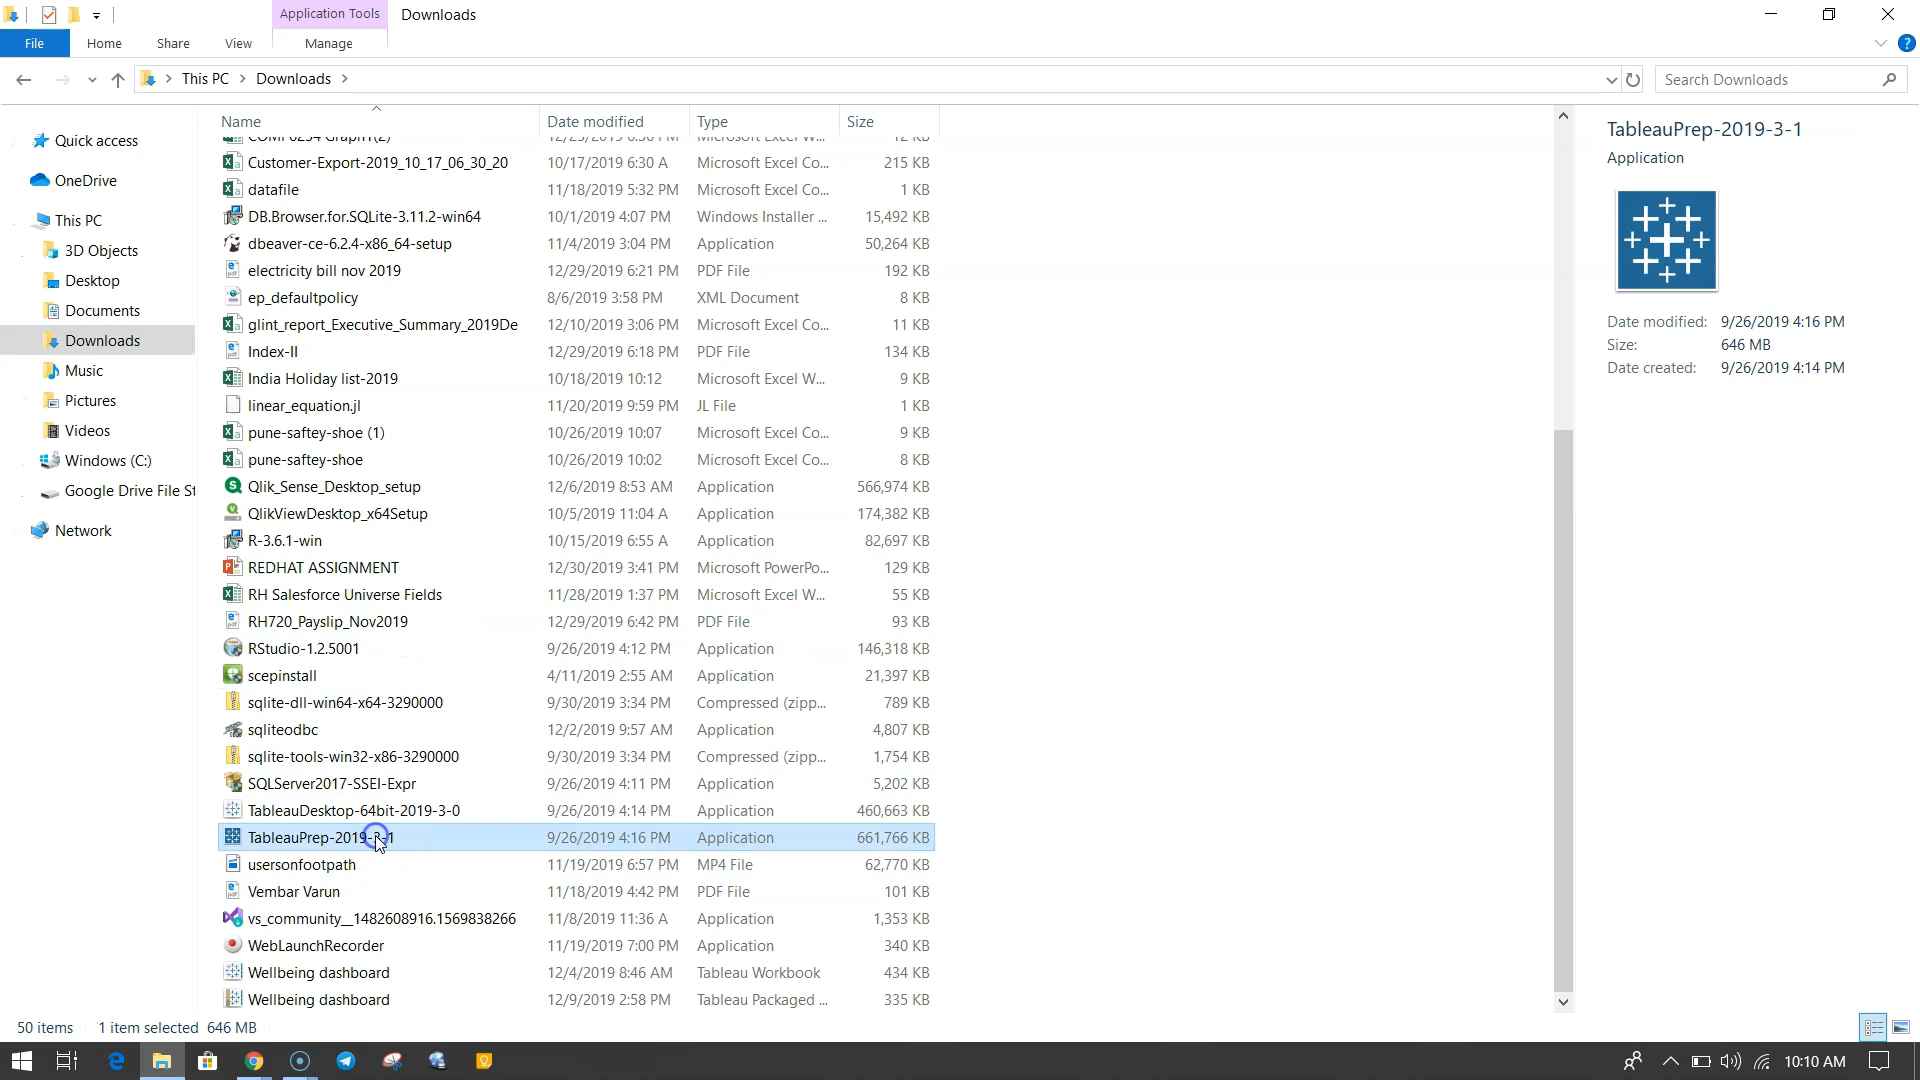 Application Tools
Downloads
File Home Share View Manage
This PC Downloads
Search Downloads
Name Date modified Type Size
Customer-Export-2019_10_17_06_30_20 10/17/2019 6:30 A Microsoft Excel Co... 215 KB
datafile 11/18/2019 5:32 PM Microsoft Excel Co... 1 KB
DB.Browser.for.SQLite-3.11.2-win64 10/1/2019 4:07 PM Windows Installer ... 15,492 KB
dbeaver-ce-6.2.4-x86_64-setup 11/4/2019 3:04 PM Application 50,264 KB
electricity bill nov 2019 12/29/2019 6:21 PM PDF File 192 KB
ep_defaultpolicy 8/6/2019 3:58 PM XML Document 8 KB
glint_report_Executive_Summary_2019De 12/10/2019 3:06 PM Microsoft Excel Co... 11 KB
Index-II 12/29/2019 6:18 PM PDF File 134 KB
India Holiday list-2019 10/18/2019 10:12 Microsoft Excel W... 9 KB
linear_equation.jl 11/20/2019 9:59 PM JL File 1 KB
pune-saftey-shoe (1) 10/26/2019 10:07 Microsoft Excel Co... 9 KB
pune-saftey-shoe 10/26/2019 10:02 Microsoft Excel Co... 8 KB
Qlik_Sense_Desktop_setup 12/6/2019 8:53 AM Application 566,974 KB
QlikViewDesktop_x64Setup 10/5/2019 11:04 A Application 174,382 KB
R-3.6.1-win 10/15/2019 6:55 A Application 82,697 KB
REDHAT ASSIGNMENT 12/30/2019 3:41 PM Microsoft PowerPo... 129 KB
RH Salesforce Universe Fields 11/28/2019 1:37 PM Microsoft Excel W... 55 KB
RH720_Payslip_Nov2019 12/29/2019 6:42 PM PDF File 93 KB
RStudio-1.2.5001 9/26/2019 4:12 PM Application 146,318 KB
scepinstall 4/11/2019 2:55 AM Application 21,397 KB
sqlite-dll-win64-x64-3290000 9/30/2019 3:34 PM Compressed (zipp... 789 KB
sqliteodbc 12/2/2019 9:57 AM Application 4,807 KB
sqlite-tools-win32-x86-3290000 9/30/2019 3:34 PM Compressed (zipp... 1,754 KB
SQLServer2017-SSEI-Expr 9/26/2019 4:11 PM Application 5,202 KB
TableauDesktop-64bit-2019-3-0 9/26/2019 4:14 PM Application 460,663 KB
TableauPrep-2019-3-1 9/26/2019 4:16 PM Application 661,766 KB
usersonfootpath 11/19/2019 6:57 PM MP4 File 62,770 KB
Vembar Varun 11/18/2019 4:42 PM PDF File 101 KB
vs_community__1482608916.1569838266 11/8/2019 11:36 A Application 1,353 KB
WebLaunchRecorder 11/19/2019 7:00 PM Application 340 KB
Wellbeing dashboard 12/4/2019 8:46 AM Tableau Workbook 434 KB
Wellbeing dashboard 12/9/2019 2:58 PM Tableau Packaged ... 335 KB
Quick access
OneDrive
This PC
3D Objects
Desktop
Documents
Downloads
Music
Pictures
Videos
Windows (C:)
Google Drive File St
Network
TableauPrep-2019-3-1
Application
Date modified: 9/26/2019 4:16 PM
Size: 646 MB
Date created: 9/26/2019 4:14 PM
50 items 1 item selected 646 MB
10:10 AM